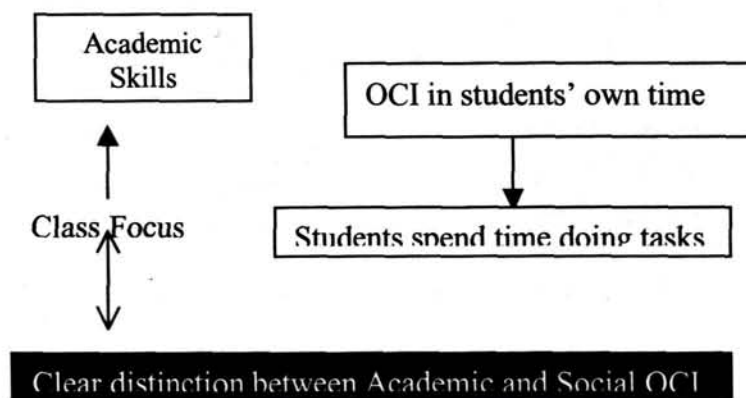 Academic
Skills
OCI in students' own time
Class Focus
Students spend time doing tasks
Clear distinction between Academic and Social OCI